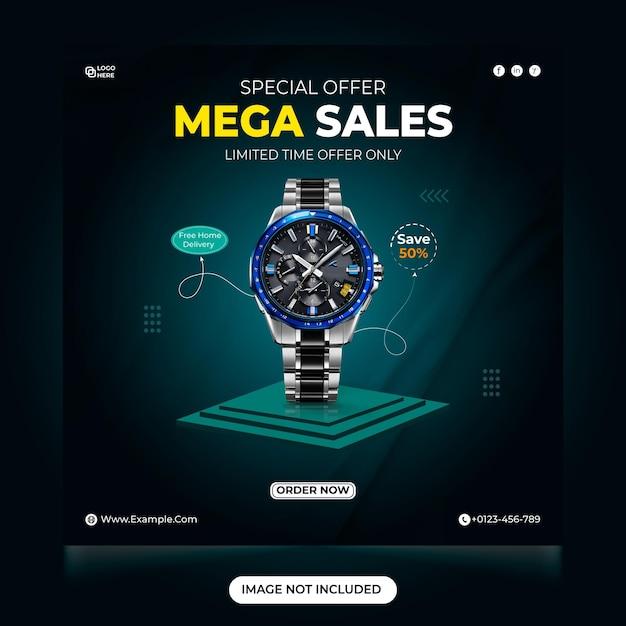 LOGO
HERE
SPECIAL OFFER
MEGA SALES
LIMITED TIME OFFER ONLY
Free Home
Delivery
Save
50%
ORDER NOW
Www.Example.Com
+0123-456-789
IMAGE NOT INCLUDED